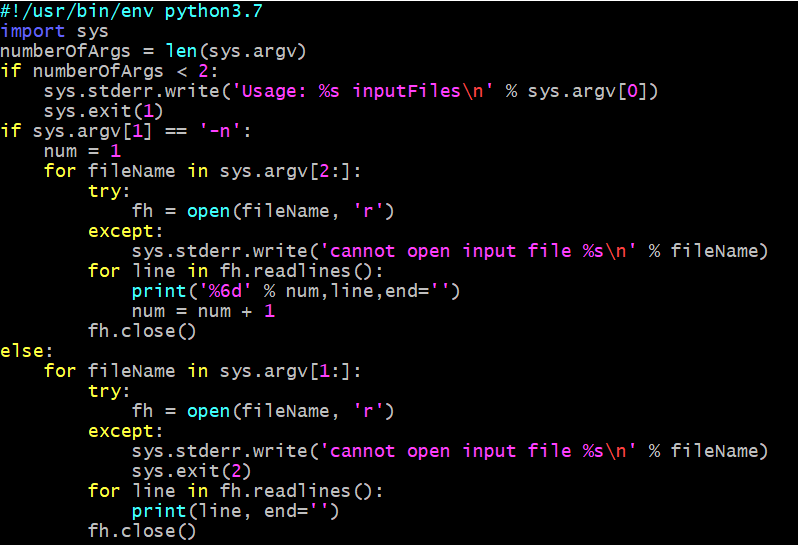 #!/usr/bin/env python3.7
import sys
numberOfArgs = len(sys.argv)
if numberOfArgs < 2:
    sys.stderr.write('Usage: %s inputFiles\n' % sys.argv[0])
    sys.exit(1)
if sys.argv[1] == '-n':
    num = 1
    for fileName in sys.argv[2:]:
        try:
            fh = open(fileName, 'r')
        except:
            sys.stderr.write('cannot open input file %s\n' % fileName)
        for line in fh.readlines():
            print('%6d' % num,line,end='')
            num = num + 1
        fh.close()
else:
    for fileName in sys.argv[1:]:
        try:
            fh = open(fileName, 'r')
        except:
            sys.stderr.write('cannot open input file %s\n' % fileName)
            sys.exit(2)
        for line in fh.readlines():
            print(line, end='')
        fh.close()